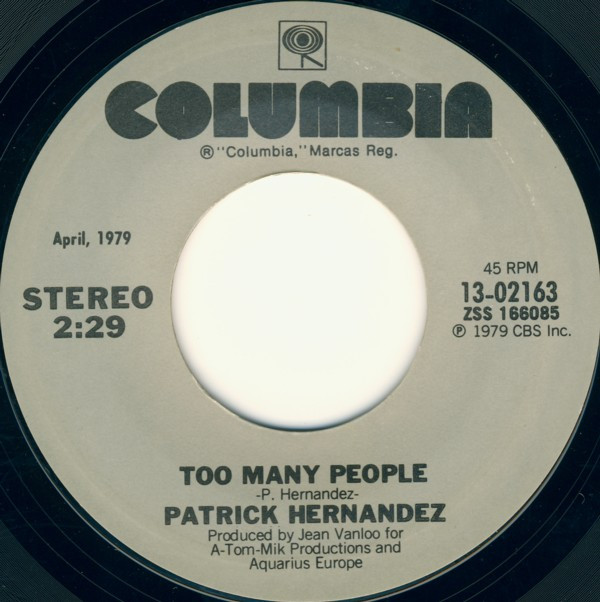 COLUMBIA
®"Columbia," Marcas Reg.
April, 1979
STEREO
2:29
45 RPM
13-02163
ZSS 166085
℗ 1979 CBS Inc.
TOO MANY PEOPLE
-P. Hernandez-
PATRICK HERNANDEZ
Produced by Jean Vanloo for
A-Tom-Mik Productions and
Aquarius Europe